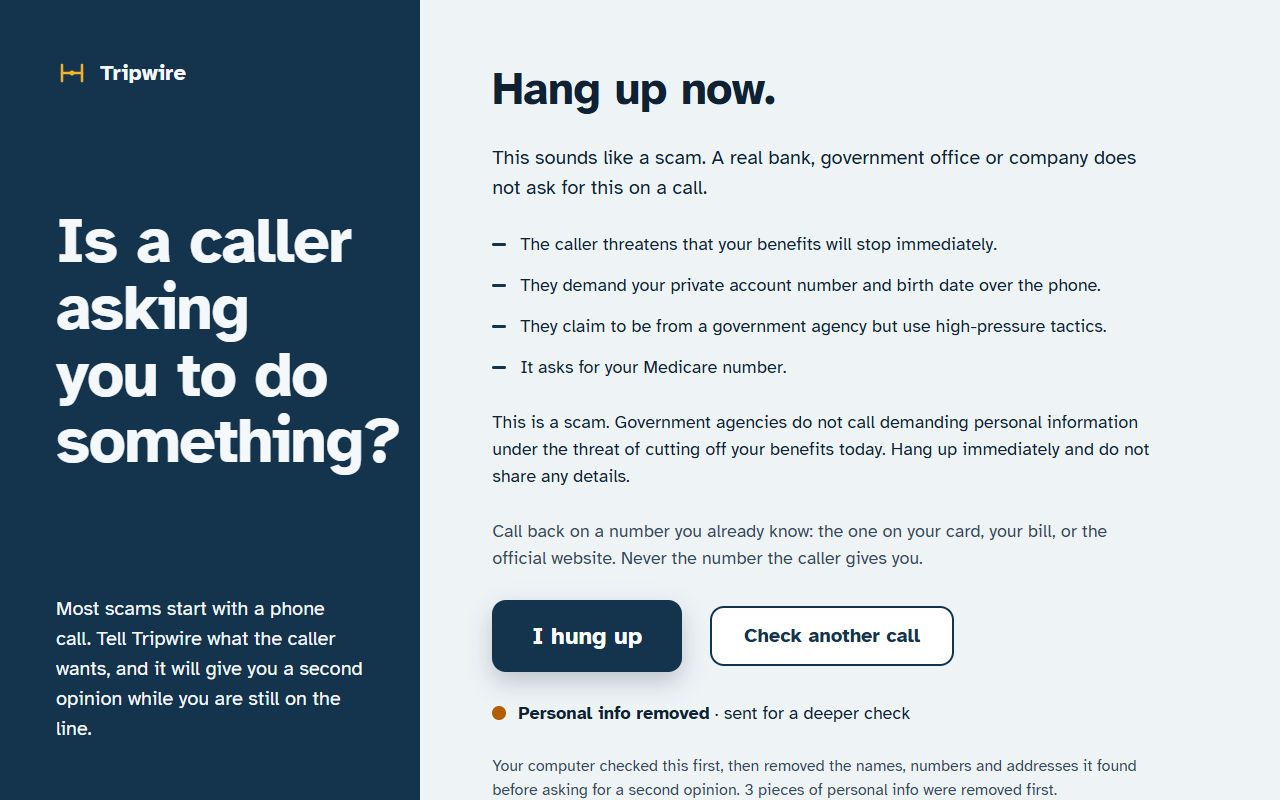 Tripwire
Is a caller
asking
you to do
something?
Most scams start with a phone
call. Tell Tripwire what the caller
wants, and it will give you a second
opinion while you are still on the
line.
Hang up now.
This sounds like a scam. A real bank, government office or company does
not ask for this on a call.
The caller threatens that your benefits will stop immediately.
They demand your private account number and birth date over the phone.
They claim to be from a government agency but use high-pressure tactics.
It asks for your Medicare number.
This is a scam. Government agencies do not call demanding personal information
under the threat of cutting off your benefits today. Hang up immediately and do not
share any details.
Call back on a number you already know: the one on your card, your bill, or the
official website. Never the number the caller gives you.
I hung up
Check another call
Personal info removed · sent for a deeper check
Your computer checked this first, then removed the names, numbers and addresses it found
before asking for a second opinion. 3 pieces of personal info were removed first.